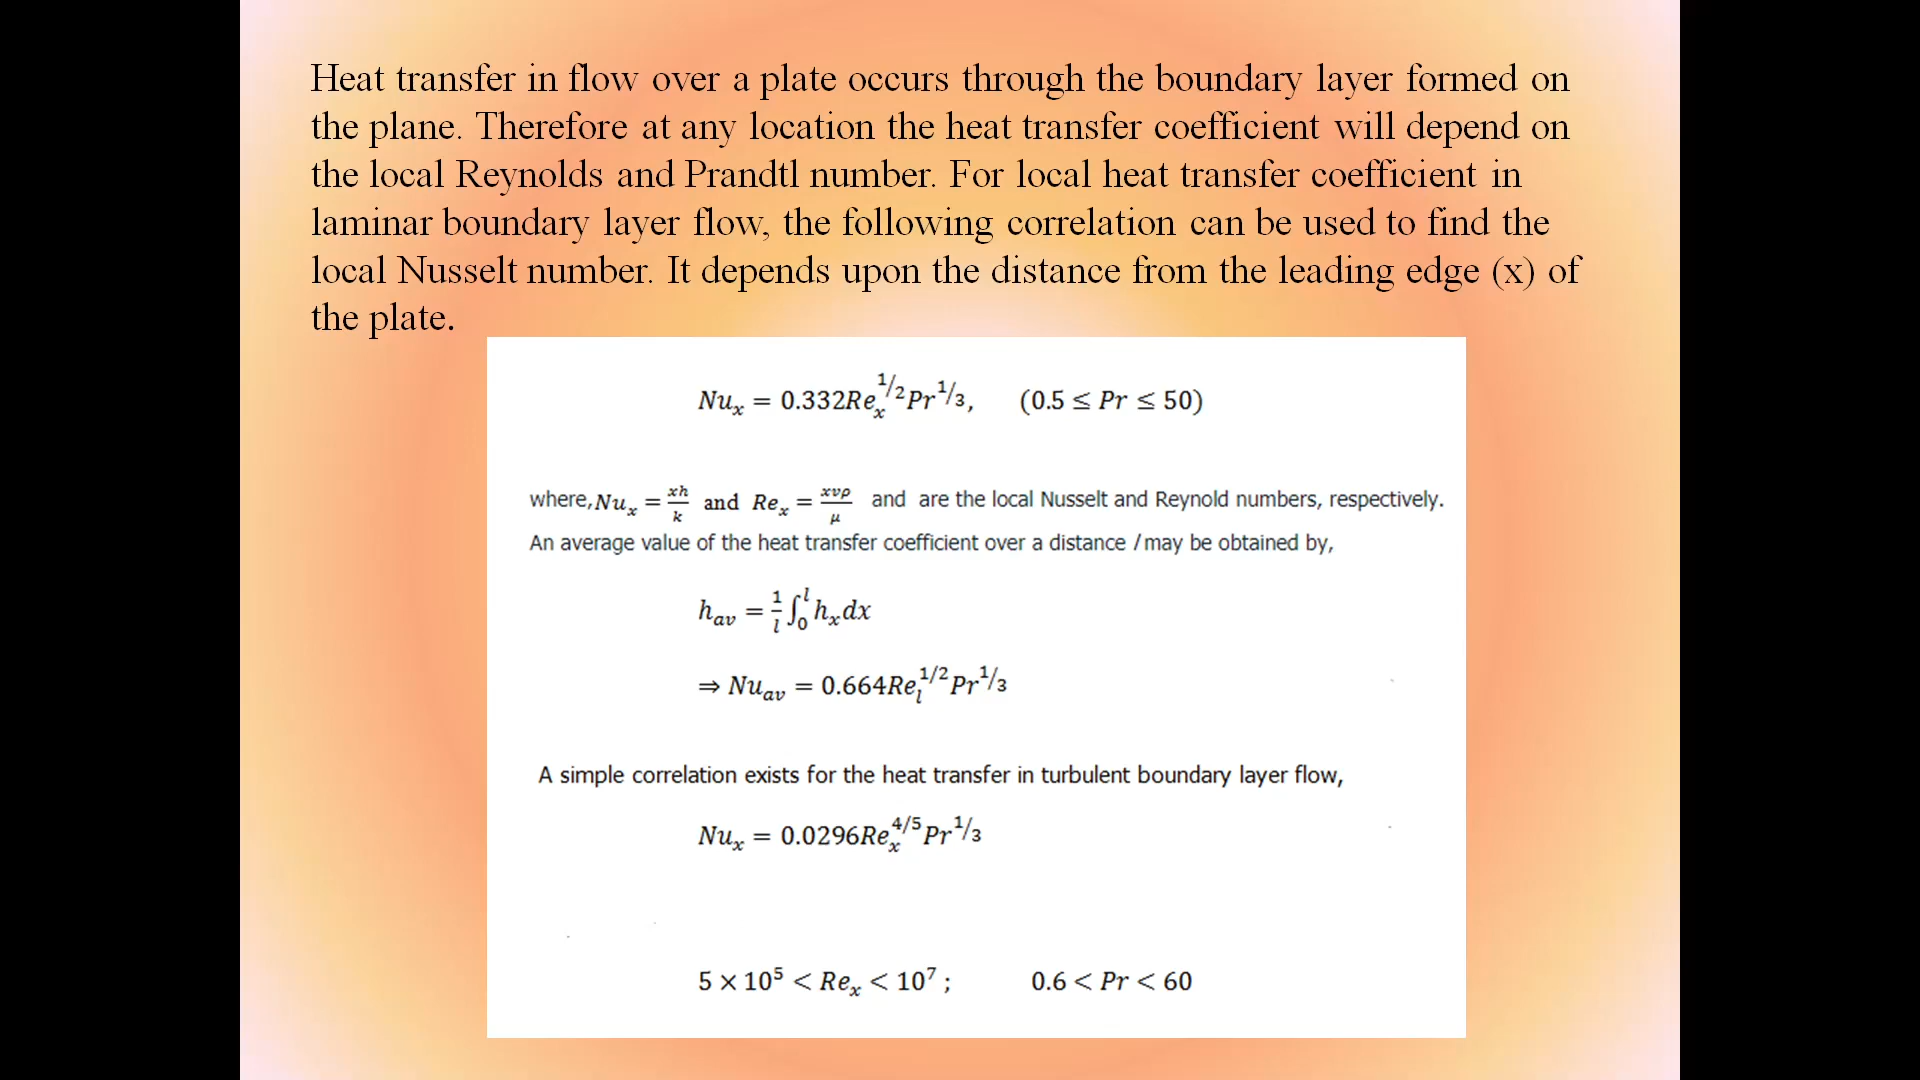 Heat transfer in flow over a plate occurs through the boundary layer formed on
the plane. Therefore at any location the heat transfer coefficient will depend on
the local Reynolds and Prandtl number. For local heat transfer coefficient in
laminar boundary layer flow, the following correlation can be used to find the
local Nusselt number. It depends upon the distance from the leading edge (x) of
the plate.
Nu_x = 0.332Re_x^{1/2}Pr^{1/3}, (0.5 ≤ Pr ≤ 50)
where, Nu_x = xh/k and Re_x = xvρ/μ and are the local Nusselt and Reynold numbers, respectively.
An average value of the heat transfer coefficient over a distance l may be obtained by,
h_{av} = 1/l ∫_0^l h_x dx
⇒ Nu_{av} = 0.664Re_l^{1/2}Pr^{1/3}
A simple correlation exists for the heat transfer in turbulent boundary layer flow,
Nu_x = 0.0296Re_x^{4/5}Pr^{1/3}
5 × 10^5 < Re_x < 10^7 ; 0.6 < Pr < 60